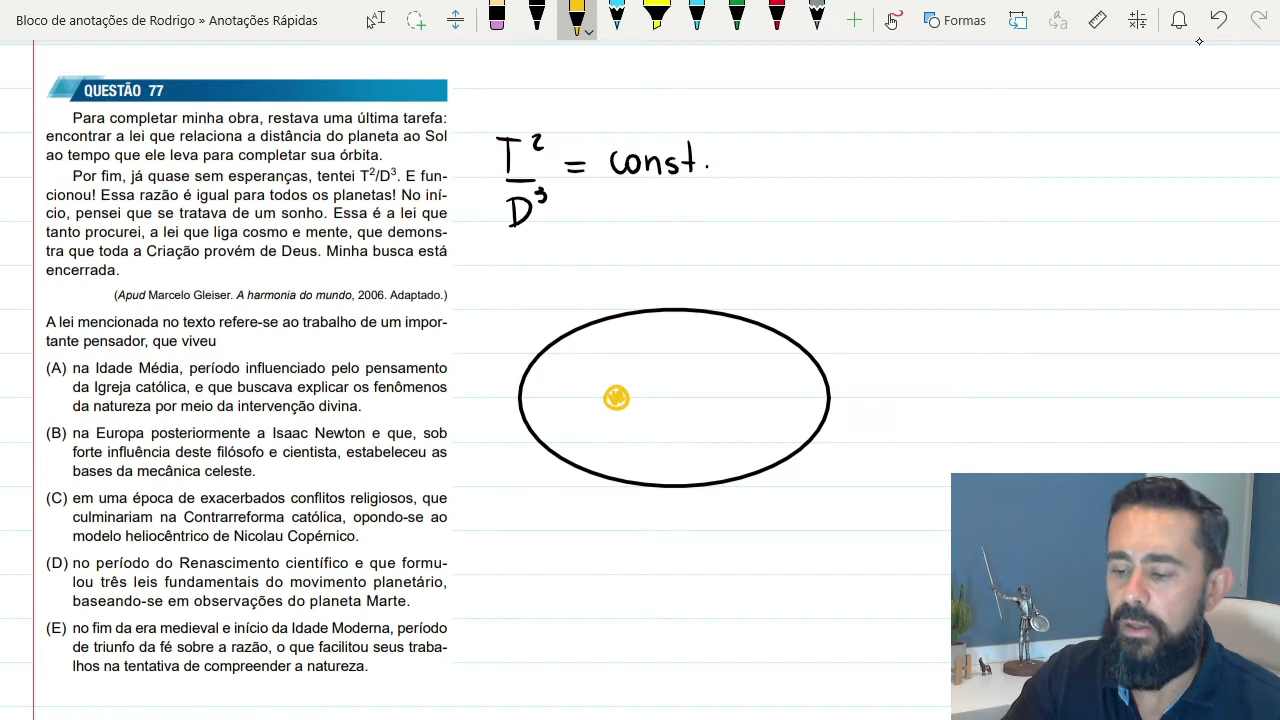 Bloco de notações de Rodrigo » Anotações Rápidas
Formas
QUESTÃO 77
Para completar minha obra, restava uma última tarefa:
encontrar a lei que relaciona a distância do planeta ao Sol
ao tempo que ele leva para completar sua órbita.
Por fim, já quase sem esperanças, tentei T²/D³. E fun-
cionou! Essa razão é igual para todos os planetas! No iní-
cio, pensei que se tratava de um sonho. Essa é a lei que
tanto procurei, a lei que liga cosmo e mente, que demons-
tra que toda a Criação provém de Deus. Minha busca está
encerrada.
(Apud Marcelo Gleiser. A harmonia do mundo, 2006. Adaptado.)
A lei mencionada no texto refere-se ao trabalho de um impor-
tante pensador, que viveu
(A) na Idade Média, período influenciado pelo pensamento
da Igreja católica, e que buscava explicar os fenômenos
da natureza por meio da intervenção divina.
(B) na Europa posteriormente a Isaac Newton e que, sob
forte influência deste filósofo e cientista, estabeleceu as
bases da mecânica celeste.
(C) em uma época de exacerbados conflitos religiosos, que
culminariam na Contrarreforma católica, opondo-se ao
modelo heliocêntrico de Nicolau Copérnico.
(D) no período do Renascimento científico e que formu-
lou três leis fundamentais do movimento planetário,
baseando-se em observações do planeta Marte.
(E) no fim da era medieval e início da Idade Moderna, período
de triunfo da fé sobre a razão, o que facilitou seus traba-
lhos na tentativa de compreender a natureza.
T²
= const.
D³